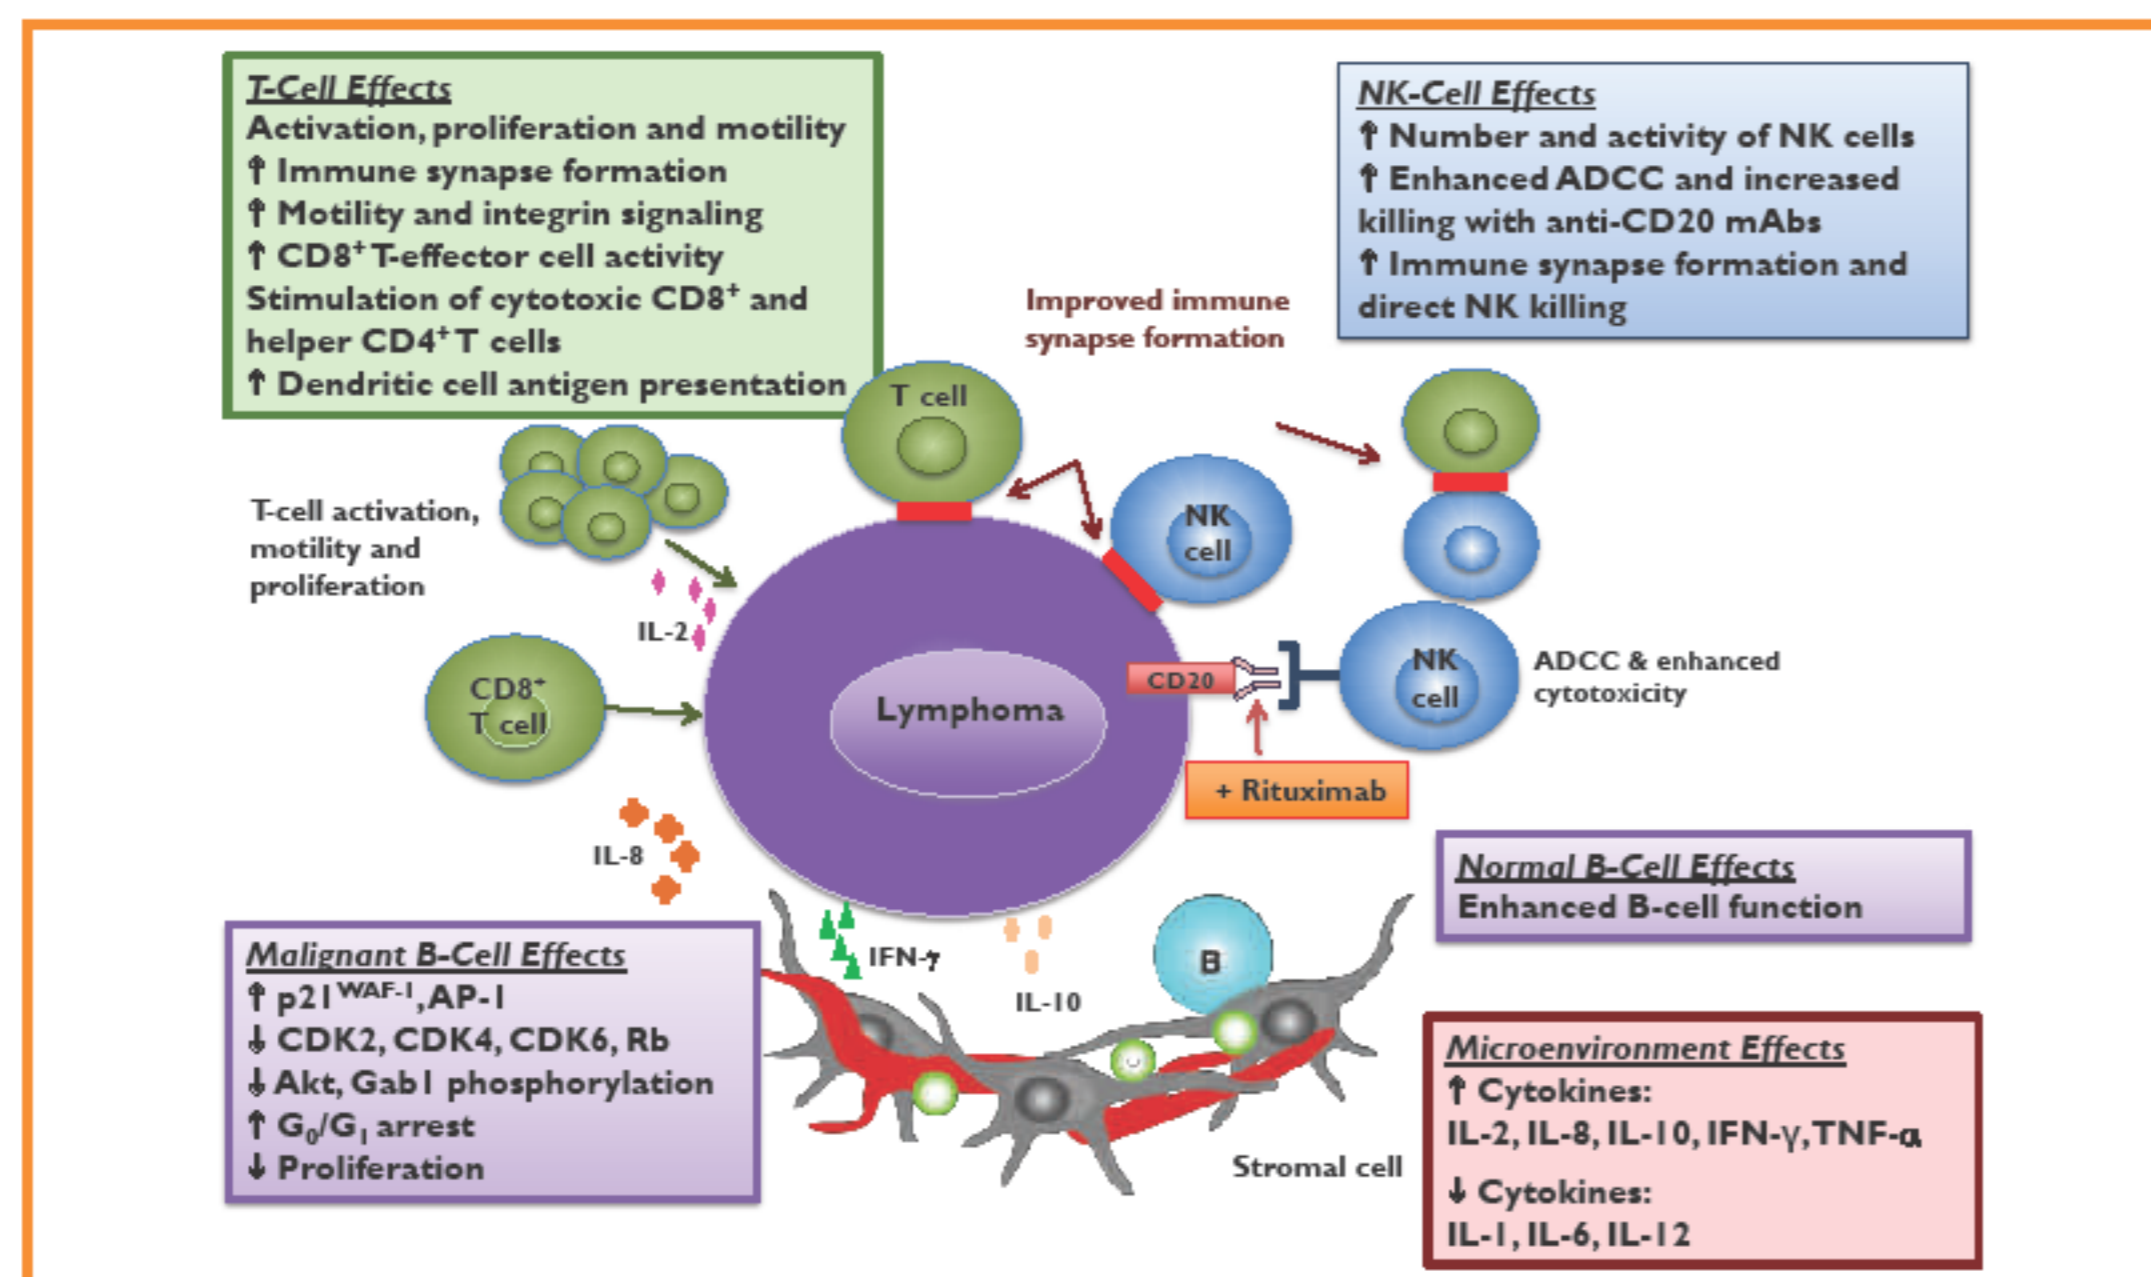 T-Cell Effects
Activation, proliferation and motility
↑ Immune synapse formation
↑ Motility and integrin signaling
↑ CD8⁺ T-effector cell activity
Stimulation of cytotoxic CD8⁺ and
helper CD4⁺ T cells
↑ Dendritic cell antigen presentation
NK-Cell Effects
↑ Number and activity of NK cells
↑ Enhanced ADCC and increased
killing with anti-CD20 mAbs
↑ Immune synapse formation and
direct NK killing
Improved immune
synapse formation
T cell
NK
cell
T-cell activation,
motility and
proliferation
IL-2
CD8⁺
T cell
Lymphoma
CD20
NK
cell
ADCC & enhanced
cytotoxicity
+ Rituximab
IL-8
IFN-γ
IL-10
B
Stromal cell
Normal B-Cell Effects
Enhanced B-cell function
Malignant B-Cell Effects
↑ p21ᵂᴬᶠ⁻¹, AP-1
↓ CDK2, CDK4, CDK6, Rb
↓ Akt, Gab1 phosphorylation
↑ G₀/G₁ arrest
↓ Proliferation
Microenvironment Effects
↑ Cytokines:
IL-2, IL-8, IL-10, IFN-γ, TNF-α
↓ Cytokines:
IL-1, IL-6, IL-12